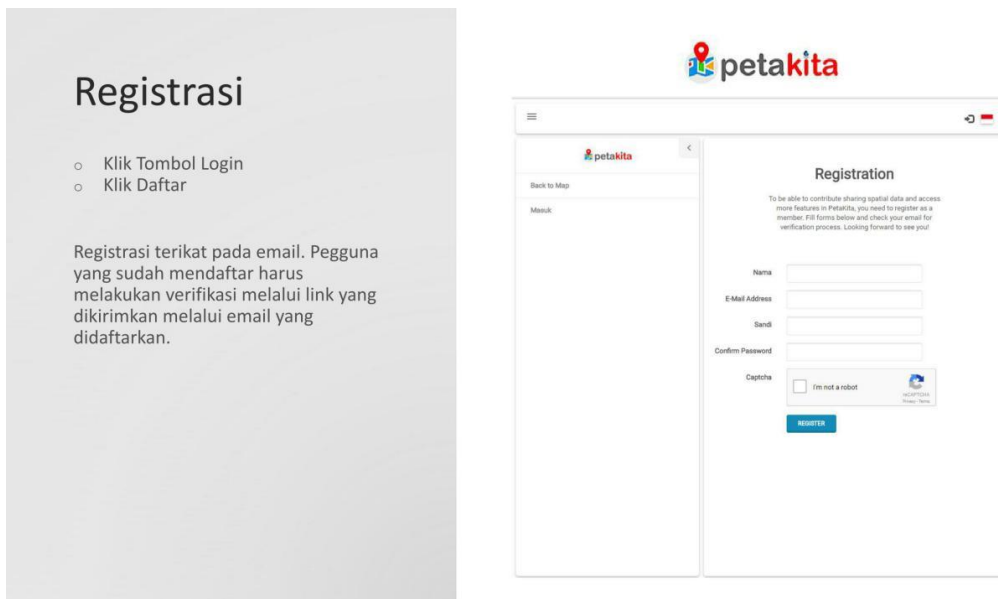 Registrasi
Klik Tombol Login
Klik Daftar
Registrasi terikat pada email. Pegguna
yang sudah mendaftar harus
melakukan verifikasi melalui link yang
dikirimkan melalui email yang
didaftarkan.
petakita
petakita
Back to Map
Masuk
Registration
To be able to contribute sharing spatial data and access
more features in PetaKita, you need to register as a
member. Fill forms below and check your email for
verification process. Looking forward to see you!
Nama
E-Mail Address
Sandi
Confirm Password
Captcha
I'm not a robot
reCAPTCHA
Privacy - Terms
REGISTER